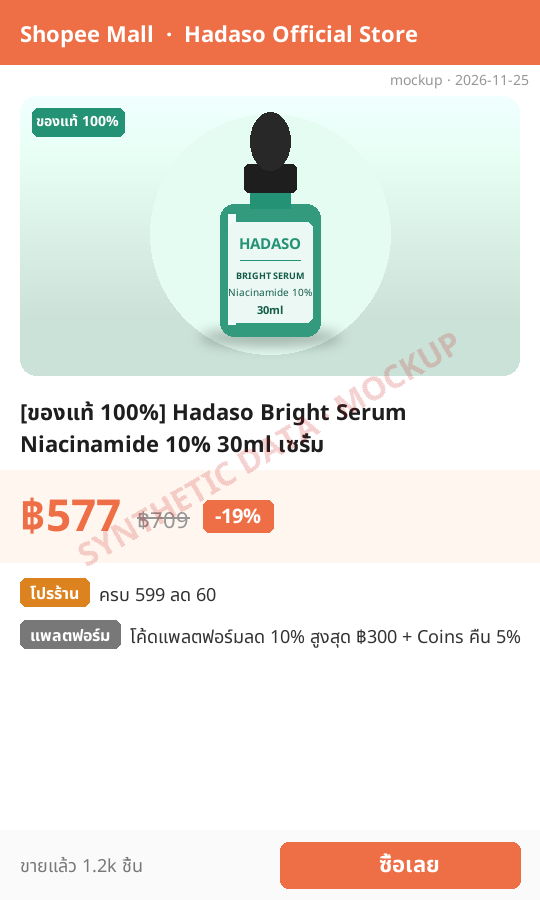 Shopee Mall · Hadaso Official Store
mockup · 2026-11-25
ของแท้ 100%
HADASO
BRIGHT SERUM
Niacinamide 10%
30ml
[ของแท้ 100%] Hadaso Bright Serum
Niacinamide 10% 30ml เซรั่ม
฿577 ฿709 -19%
SYNTHETIC DATA · MOCKUP
โปรร้าน ครบ 599 ลด 60
แพลตฟอร์ม โค้ดแพลตฟอร์มลด 10% สูงสุด ฿300 + Coins คืน 5%
ขายแล้ว 1.2k ชิ้น
ซื้อเลย